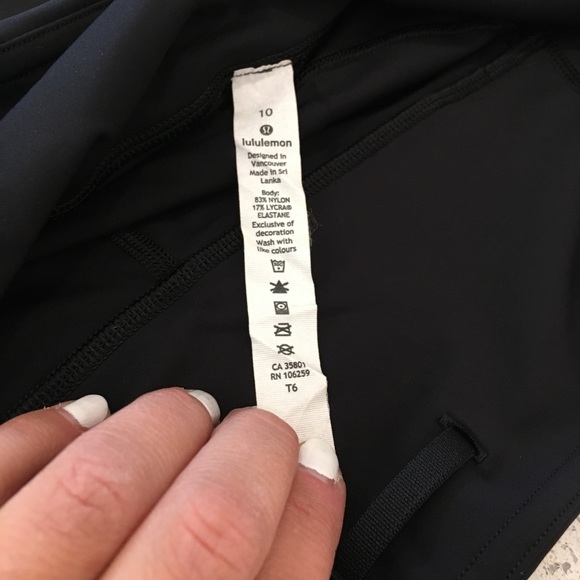 10
lululemon
Designed in
Vancouver
Made in Sri
Lanka
Body:
83% NYLON
17% LYCRA®
ELASTANE
Exclusive of
decoration
Wash with
like colours
CA 35801
RN 106259
T6